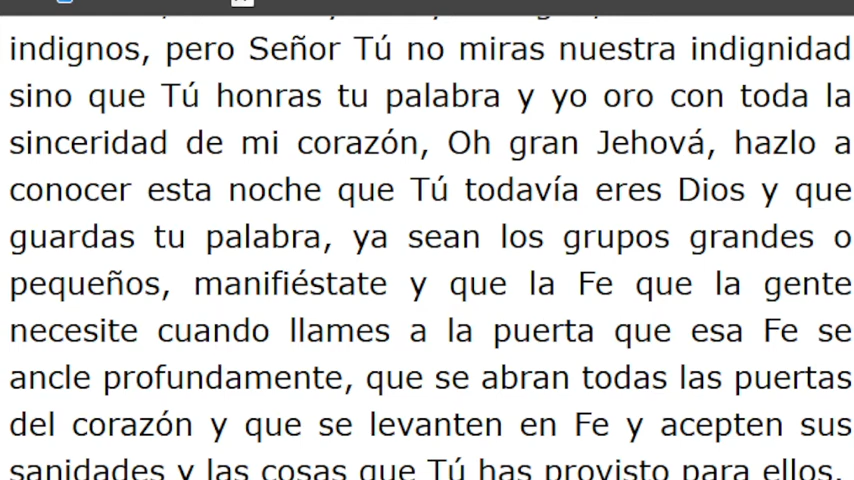 indignos, pero Señor Tú no miras nuestra indignidad
sino que Tú honras tu palabra y yo oro con toda la
sinceridad de mi corazón, Oh gran Jehová, hazlo a
conocer esta noche que Tú todavía eres Dios y que
guardas tu palabra, ya sean los grupos grandes o
pequeños, manifiéstate y que la Fe que la gente
necesite cuando llames a la puerta que esa Fe se
ancle profundamente, que se abran todas las puertas
del corazón y que se levanten en Fe y acepten sus
sanidades y las cosas que Tú has provisto para ellos.